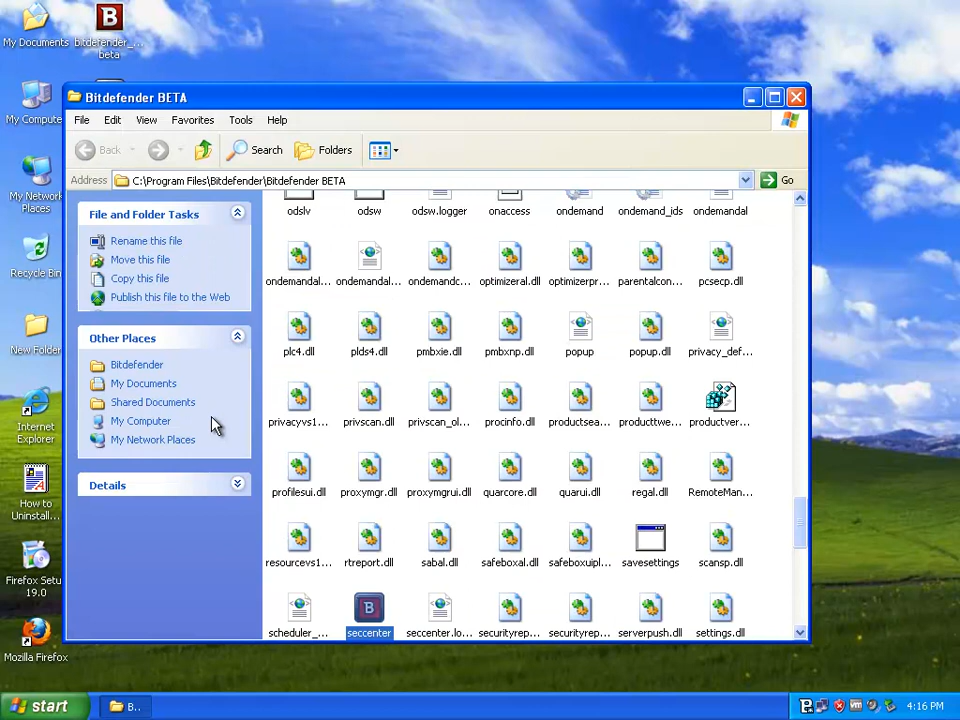 My Documents
bitdefender_...
beta
My Compute
My Network
Places
Recycle Bin
New Folder
Internet
Explorer
How to
Uninstall...
Firefox Setu
19.0
Mozilla Firefox
Bitdefender BETA
File Edit View Favorites Tools Help
Back Search Folders
Address C:\Program Files\Bitdefender\Bitdefender BETA Go
File and Folder Tasks
Rename this file
Move this file
Copy this file
Publish this file to the Web
Other Places
Bitdefender
My Documents
Shared Documents
My Computer
My Network Places
Details
odslv odsw odsw.logger onaccess ondemand ondemand_ids ondemandal
ondemandal... ondemandal... ondemandc... optimizeral.dll optimizerpr... parentalcon... pcsecp.dll
plc4.dll plds4.dll pmbxie.dll pmbxnp.dll popup popup.dll privacy_def...
privacyvs1... privscan.dll privscan_ol... procinfo.dll productsea... producttwe... productver...
profilesui.dll proxymgr.dll proxymgrui.dll quarcore.dll quarui.dll regal.dll RemoteMan...
resourcevs1... rtreport.dll sabal.dll safeboxal.dll safeboxuipl... savesettings scansp.dll
scheduler_... seccenter seccenter.lo... securityrep... securityrep... serverpush.dll settings.dll
start B.. 4:16 PM